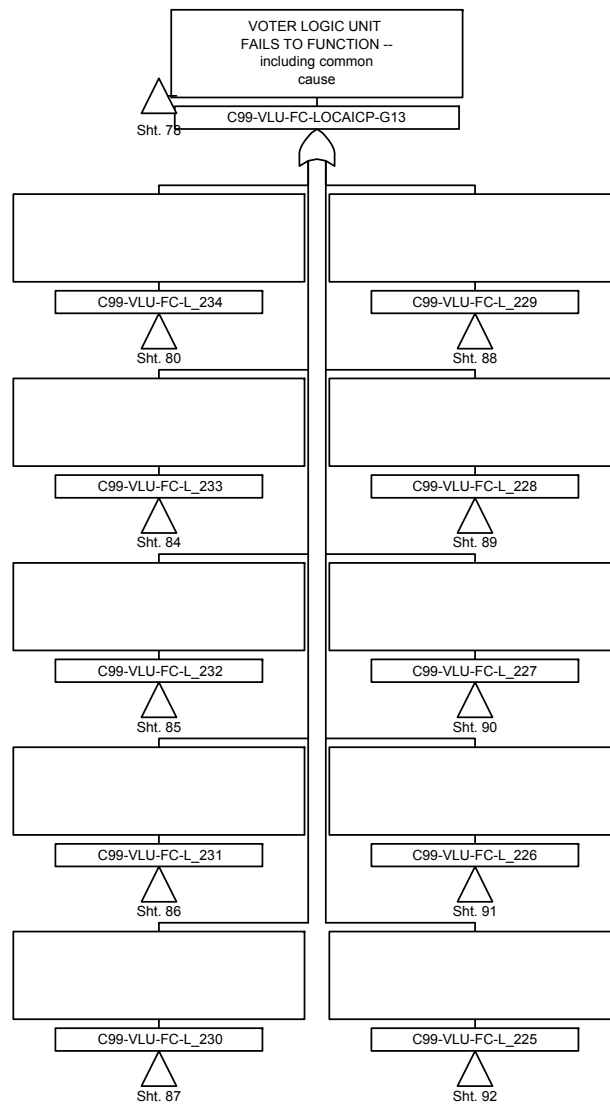 VOTER LOGIC UNIT
FAILS TO FUNCTION --
including common
cause
Sht. 78
C99-VLU-FC-LOCAICP-G13
C99-VLU-FC-L_234
Sht. 80
C99-VLU-FC-L_229
Sht. 88
C99-VLU-FC-L_233
Sht. 84
C99-VLU-FC-L_228
Sht. 89
C99-VLU-FC-L_232
Sht. 85
C99-VLU-FC-L_227
Sht. 90
C99-VLU-FC-L_231
Sht. 86
C99-VLU-FC-L_226
Sht. 91
C99-VLU-FC-L_230
Sht. 87
C99-VLU-FC-L_225
Sht. 92